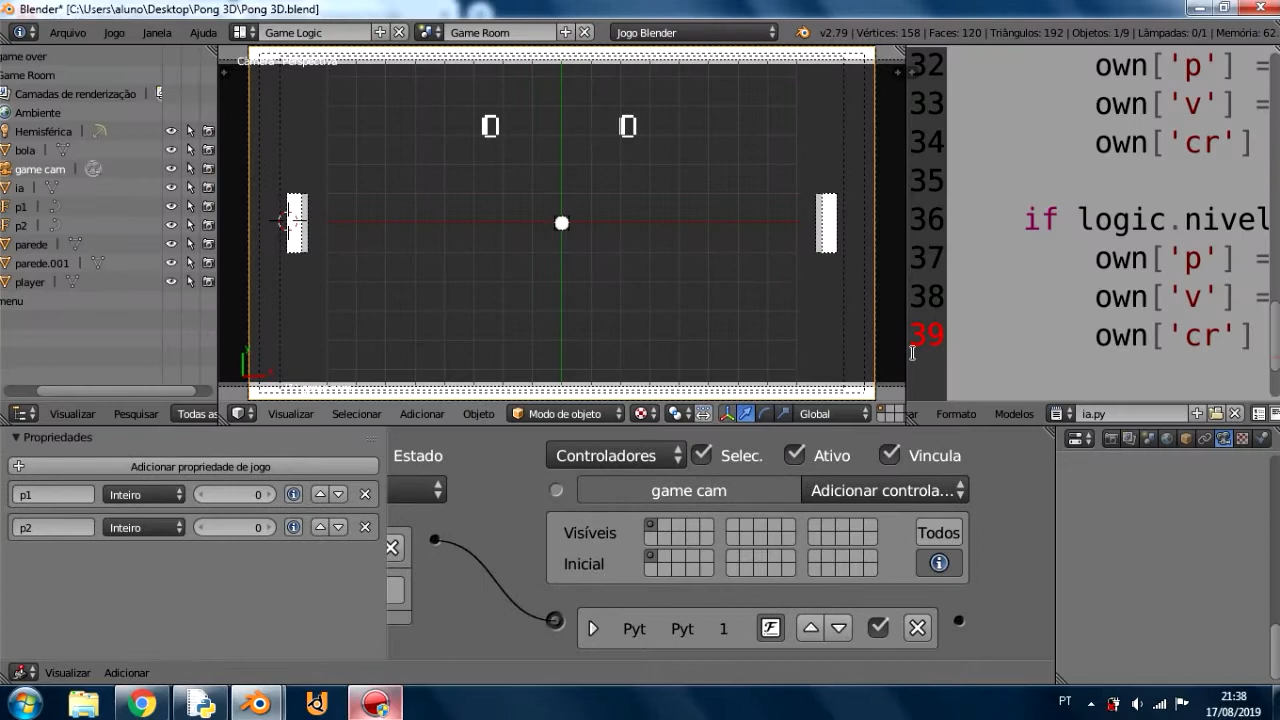 Blender* [C:\Users\aluno\Desktop\Pong 3D\Pong 3D.blend]
Arquivo Jogo Janela Ajuda Game Logic Game Room Jogo Blender v2.79 | Vértices: 158 | Faces: 120 | Triângulos: 192 | Objetos: 1/9 | Lâmpadas: 0/1 | Memória: 62.
game over
Game Room
Camadas de renderização
Ambiente
Hemisférica
bola
game cam
ia
p1
p2
parede
parede.001
player
menu
0 0
y
x
32 own['p'] =
33 own['v'] =
34 own['cr']
35
36 if logic.nivel
37 own['p'] =
38 own['v'] =
39 own['cr']
Visualizar Pesquisar Todas as
Visualizar Selecionar Adicionar Objeto Modo de objeto Global
ar Formato Modelos ia.py
Propriedades
Adicionar propriedade de jogo
p1 Inteiro 0
p2 Inteiro 0
Estado
Controladores Selec. Ativo Vincula
game cam Adicionar controla...
Visíveis Todos
Inicial
Pyt Pyt 1
Visualizar Adicionar
PT 21:38
17/08/2019